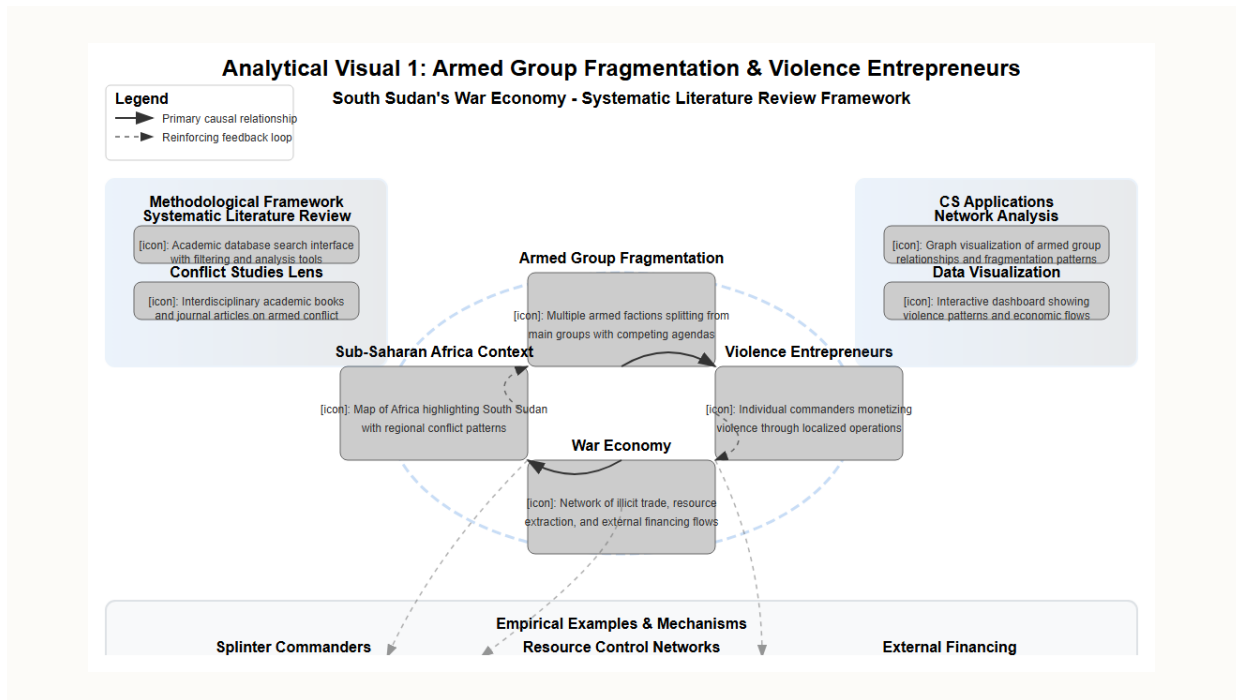 Analytical Visual 1: Armed Group Fragmentation & Violence Entrepreneurs
South Sudan's War Economy - Systematic Literature Review Framework
Legend
Primary causal relationship
Reinforcing feedback loop
Methodological Framework
Systematic Literature Review
[icon]: Academic database search interface
with filtering and analysis tools
Conflict Studies Lens
[icon]: Interdisciplinary academic books
and journal articles on armed conflict
CS Applications
Network Analysis
[icon]: Graph visualization of armed group
relationships and fragmentation patterns
Data Visualization
[icon]: Interactive dashboard showing
violence patterns and economic flows
Armed Group Fragmentation
[icon]: Multiple armed factions splitting from
main groups with competing agendas
Sub-Saharan Africa Context
[icon]: Map of Africa highlighting South Sudan
with regional conflict patterns
Violence Entrepreneurs
[icon]: Individual commanders monetizing
violence through localized operations
War Economy
[icon]: Network of illicit trade, resource
extraction, and external financing flows
Empirical Examples & Mechanisms
Splinter Commanders
Resource Control Networks
External Financing